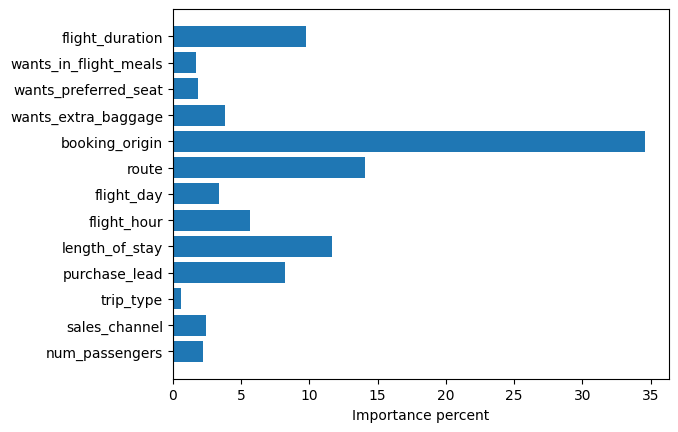 flight_duration
wants_in_flight_meals
wants_preferred_seat
wants_extra_baggage
booking_origin
route
flight_day
flight_hour
length_of_stay
purchase_lead
trip_type
sales_channel
num_passengers
0 5 10 15 20 25 30 35
Importance percent